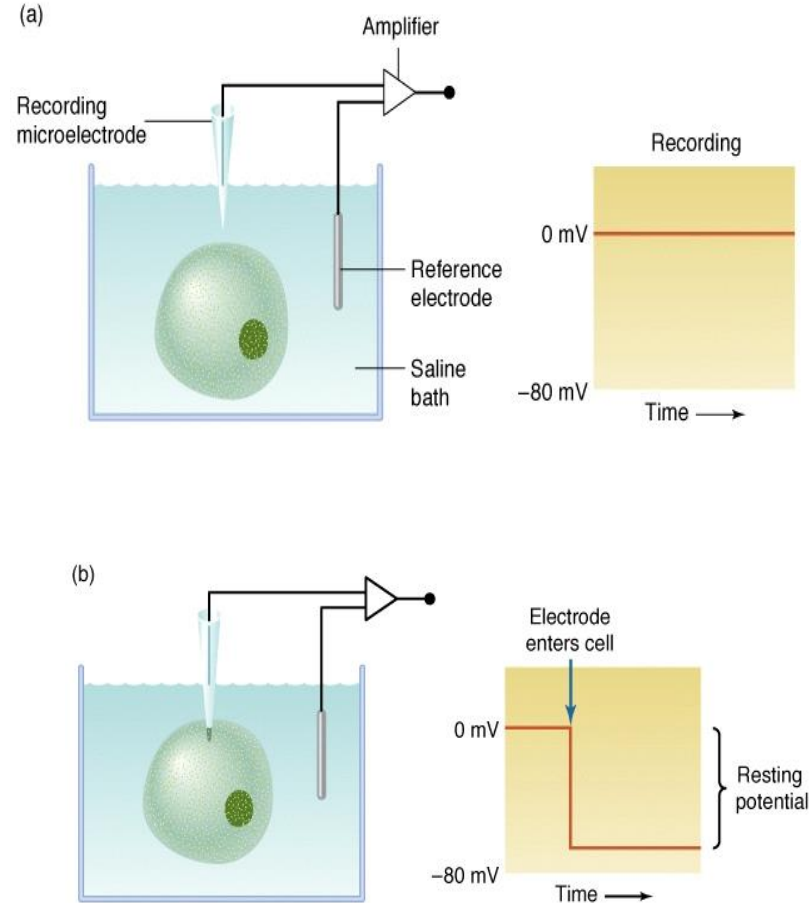 (a)
Amplifier
Recording
microelectrode
Reference
electrode
Saline
bath
Recording
0 mV
–80 mV
Time
(b)
Electrode
enters cell
0 mV
Resting
potential
–80 mV
Time